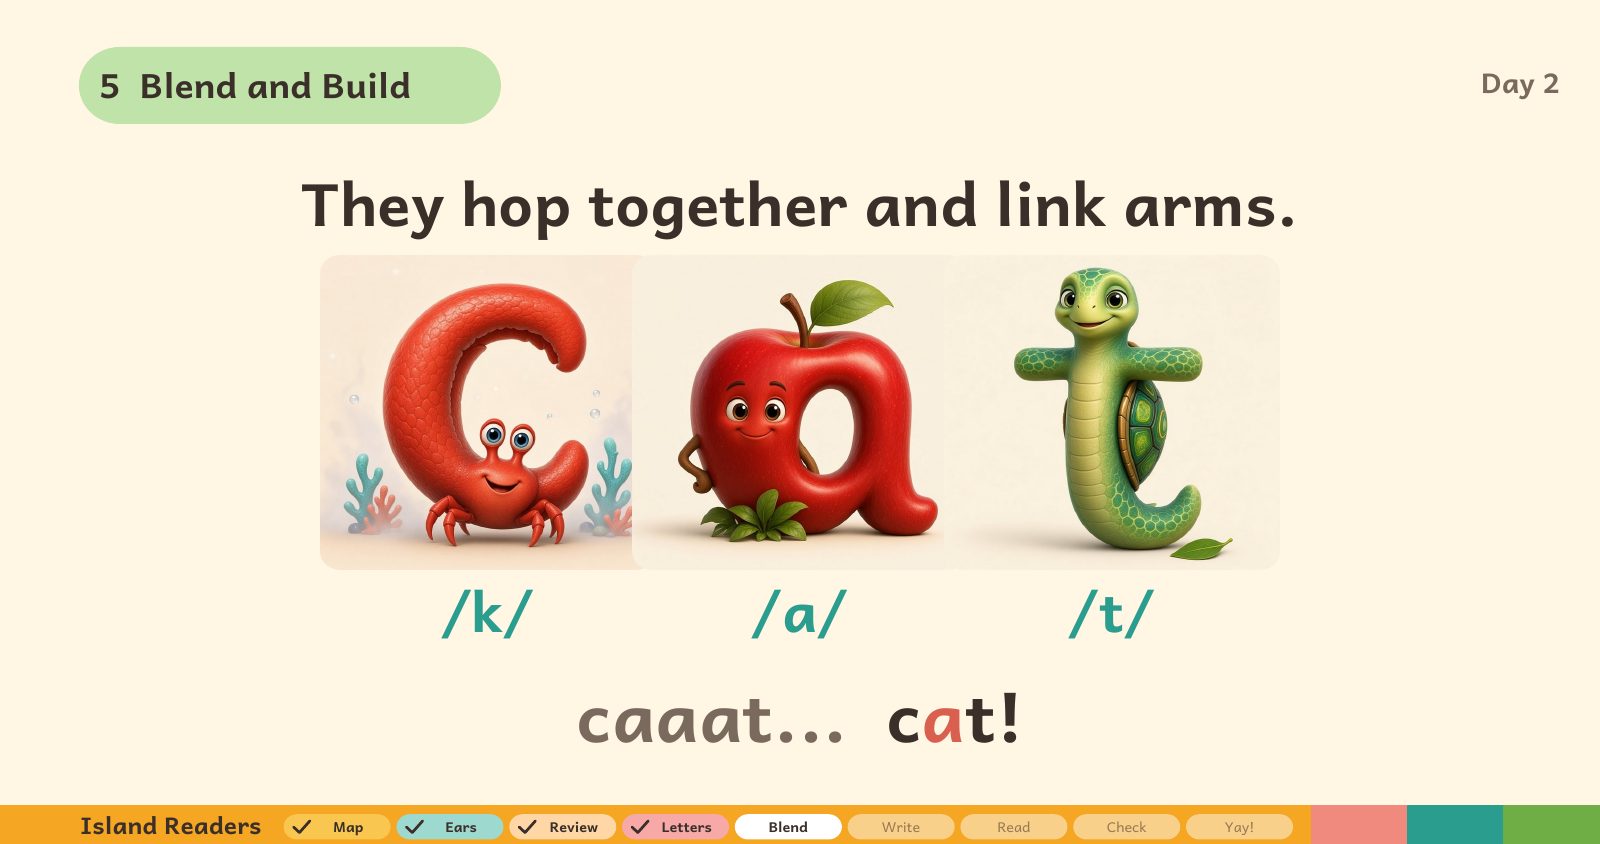 5 Blend and Build
Day 2
They hop together and link arms.
/k/ /a/ /t/
caaat... cat!
Island Readers Map Ears Review Letters Blend Write Read Check Yay!